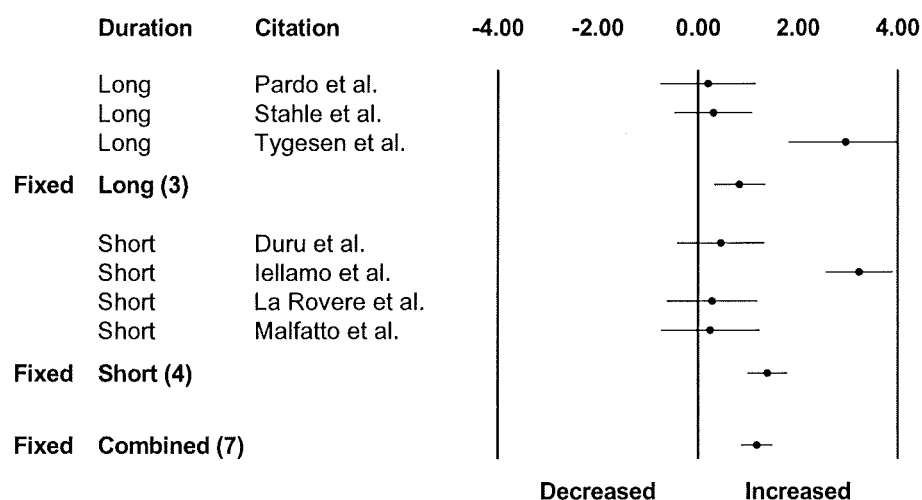 Duration Citation -4.00 -2.00 0.00 2.00 4.00
Long Pardo et al.
Long Stahle et al.
Long Tygesen et al.
Fixed Long (3)
Short Duru et al.
Short Iellamo et al.
Short La Rovere et al.
Short Malfatto et al.
Fixed Short (4)
Fixed Combined (7)
Decreased Increased